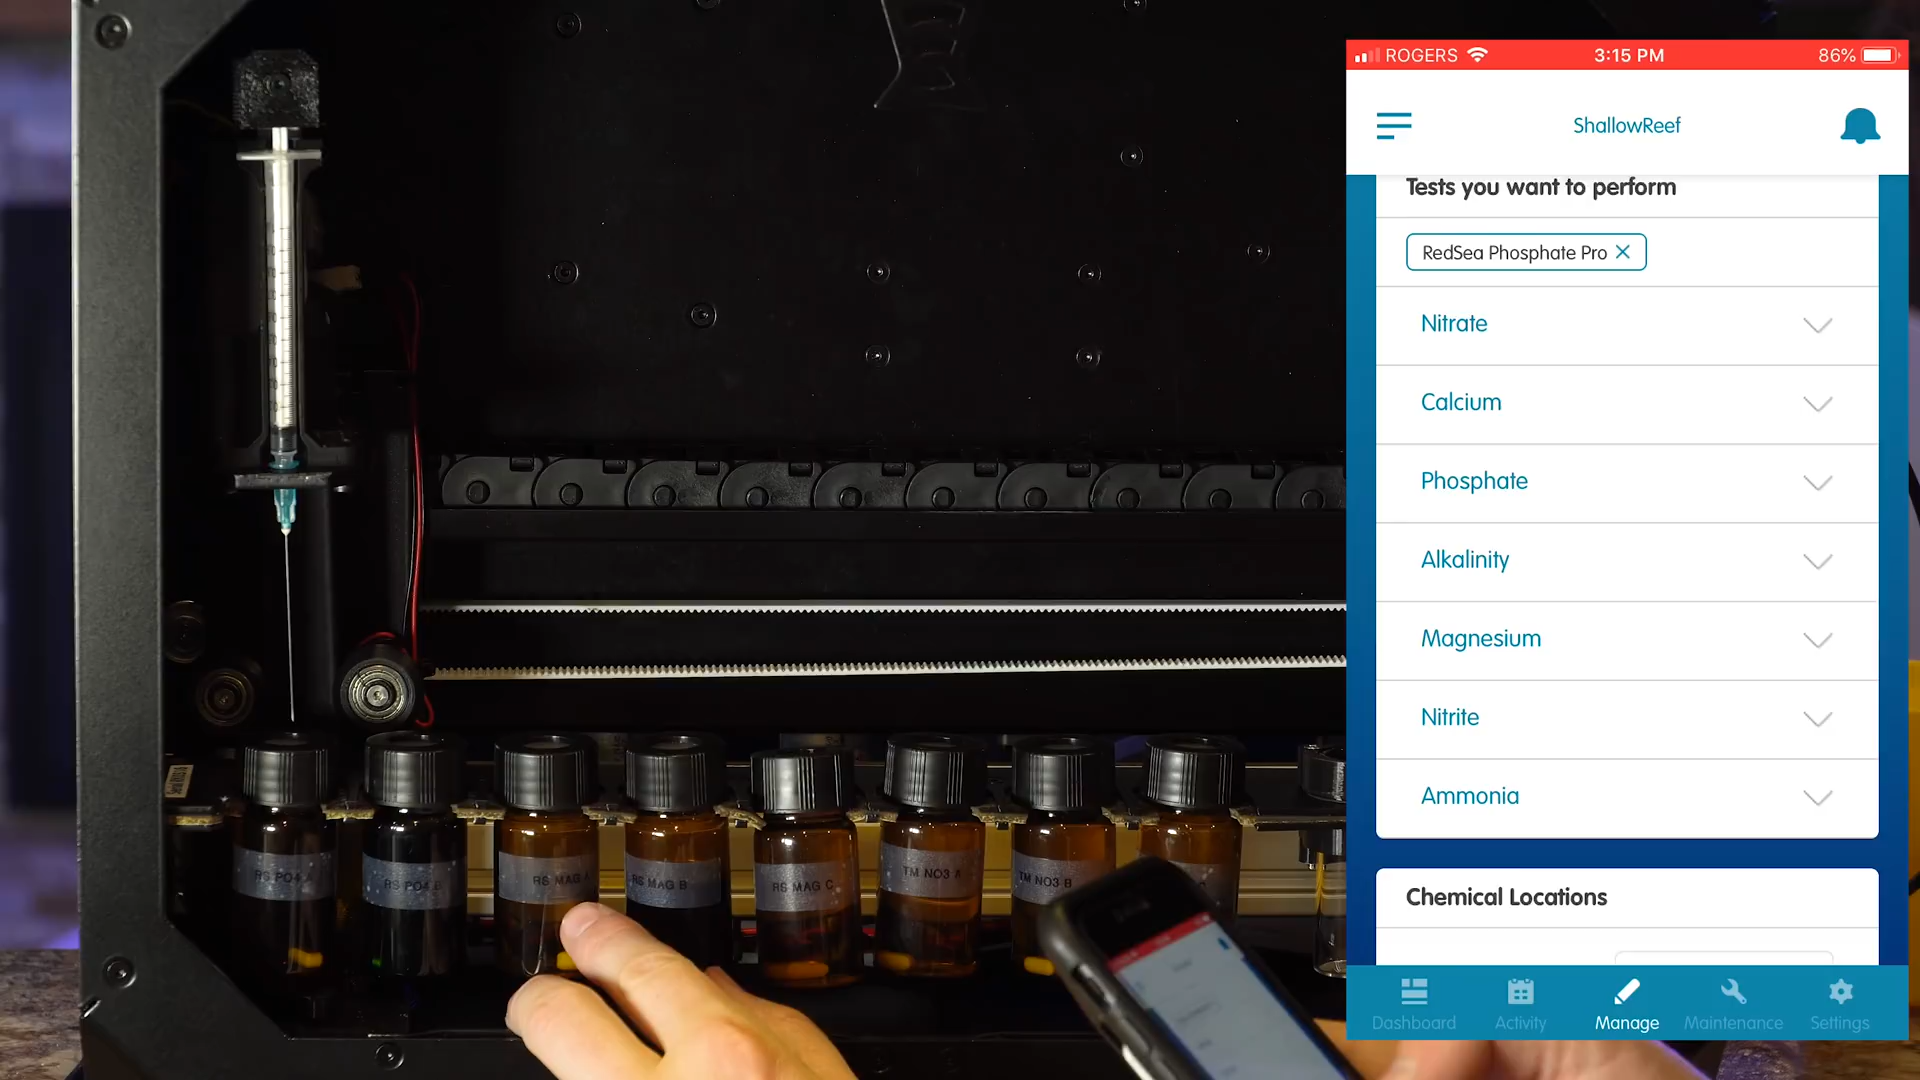 ROGERS 3:15 PM 86%
ShallowReef
Tests you want to perform
RedSea Phosphate Pro
Nitrate
Calcium
Phosphate
Alkalinity
Magnesium
Nitrite
Ammonia
Chemical Locations
Dashboard Activity Manage Maintenance Settings
RS PO4 A
RS PO4 B
RS MAG A
RS MAG B
RS MAG C
TM NO3 A
TM NO3 B